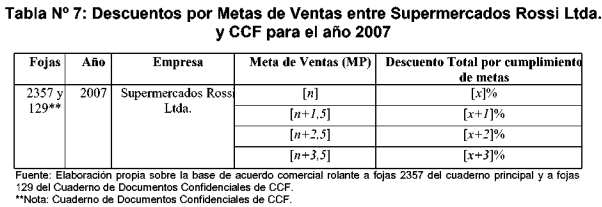 Tabla Nº 7: Descuentos por Metas de Ventas entre Supermercados Rossi Ltda.
y CCF para el año 2007
Fojas Año Empresa Meta de Ventas (MP) Descuento Total por cumplimiento
de metas
2357 y 2007 Supermercados Rossi [n] [x]%
129** Ltda. [n+1,5] [x+1]%
[n+2,5] [x+2]%
[n+3,5] [x+3]%
Fuente: Elaboración propia sobre la base de acuerdo comercial rolante a fojas 2357 del cuaderno principal y a fojas
129 del Cuaderno de Documentos Confidenciales de CCF.
**Nota: Cuaderno de Documentos Confidenciales de CCF.